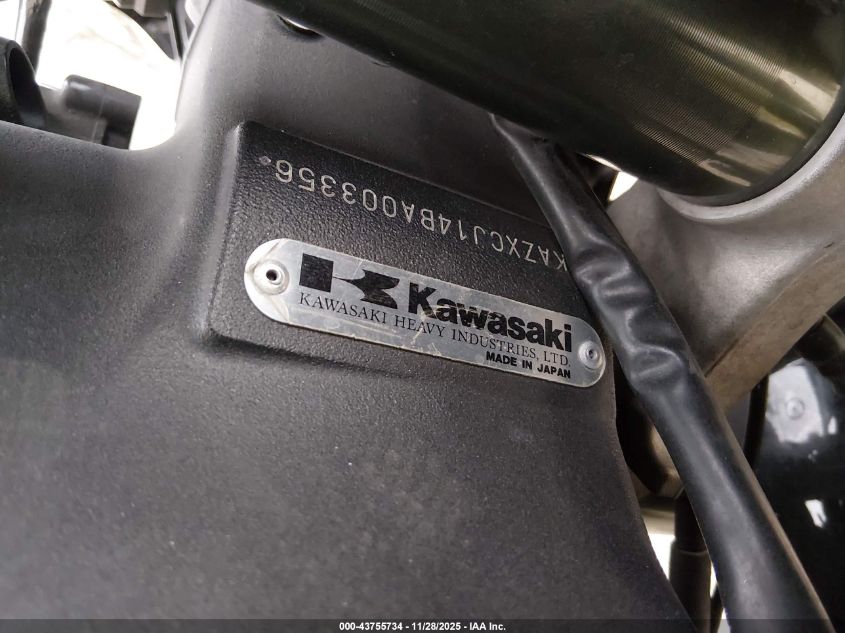 KAZXCJ14BA003356
Kawasaki
KAWASAKI HEAVY INDUSTRIES, LTD.
MADE IN JAPAN
000-43755734 - 11/28/2025 - IAA Inc.